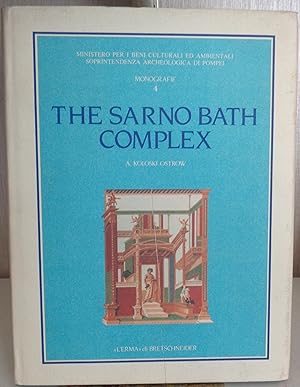 MINISTERO PER I BENI CULTURALI ED AMBIENTALI
SOPRINTENDENZA ARCHEOLOGICA DI POMPEI
MONOGRAFIE
4
THE SARNO BATH
COMPLEX
A. KOLOSKI OSTROW
«L'ERMA» di BRETSCHNEIDER